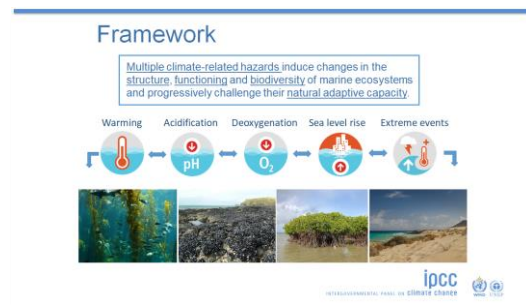 Framework
Multiple climate-related hazards induce changes in the
structure, functioning and biodiversity of marine ecosystems
and progressively challenge their natural adaptive capacity.
Warming Acidification Deoxygenation Sea level rise Extreme events
pH O₂
ipcc
INTERGOVERNMENTAL PANEL ON climate change